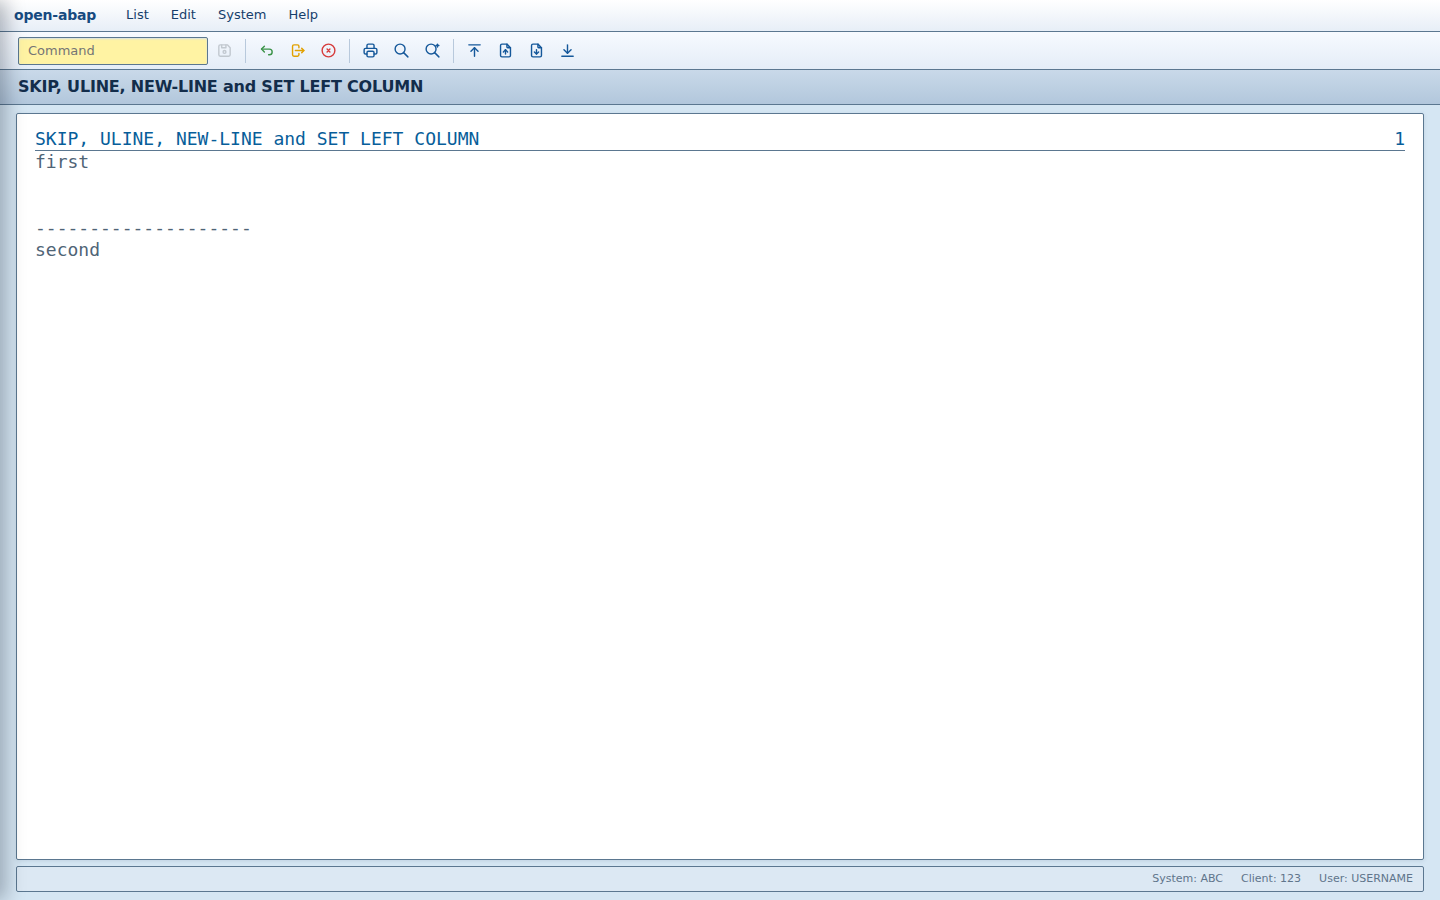 open-abap List Edit System Help
Command
SKIP, ULINE, NEW-LINE and SET LEFT COLUMN
SKIP, ULINE, NEW-LINE and SET LEFT COLUMN 1
first
--------------------
second
System: ABC Client: 123 User: USERNAME